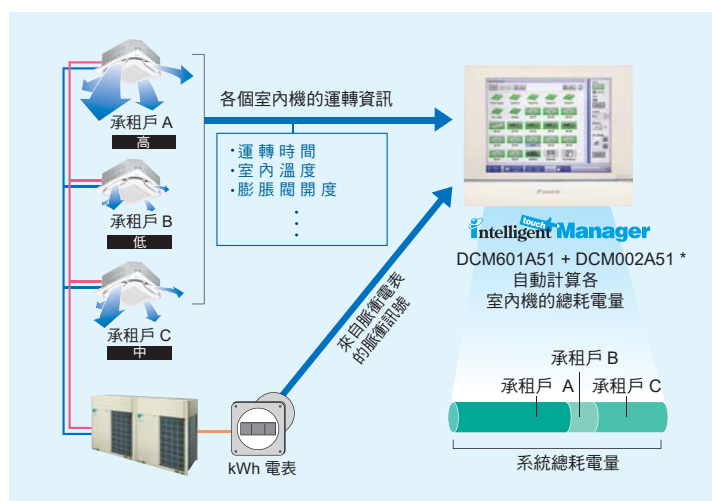 承租戶 A
高
承租戶 B
低
承租戶 C
中
各個室內機的運轉資訊
・運轉時間
・室內溫度
・膨脹閥開度
來自脈衝電表
的脈衝訊號
kWh 電表
intelligent touch Manager
DCM601A51 + DCM002A51 *
自動計算各
室內機的總耗電量
承租戶 B
承租戶 A
承租戶 C
系統總耗電量